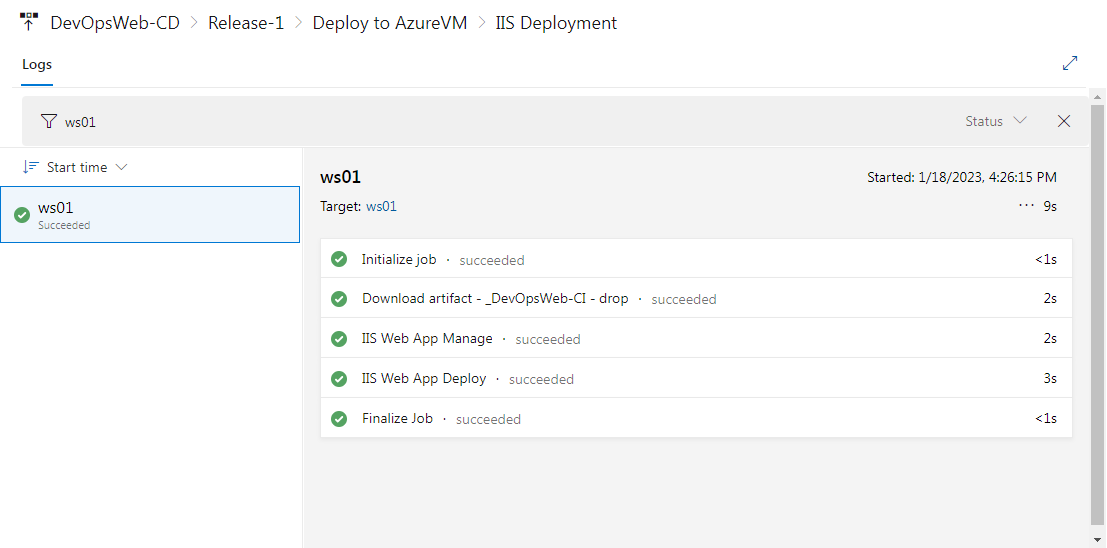 DevOpsWeb-CD > Release-1 > Deploy to AzureVM > IIS Deployment
Logs
ws01 Status
Start time
ws01
Succeeded
ws01 Started: 1/18/2023, 4:26:15 PM
Target: ws01 ··· 9s
Initialize job · succeeded <1s
Download artifact - _DevOpsWeb-CI - drop · succeeded 2s
IIS Web App Manage · succeeded 2s
IIS Web App Deploy · succeeded 3s
Finalize Job · succeeded <1s